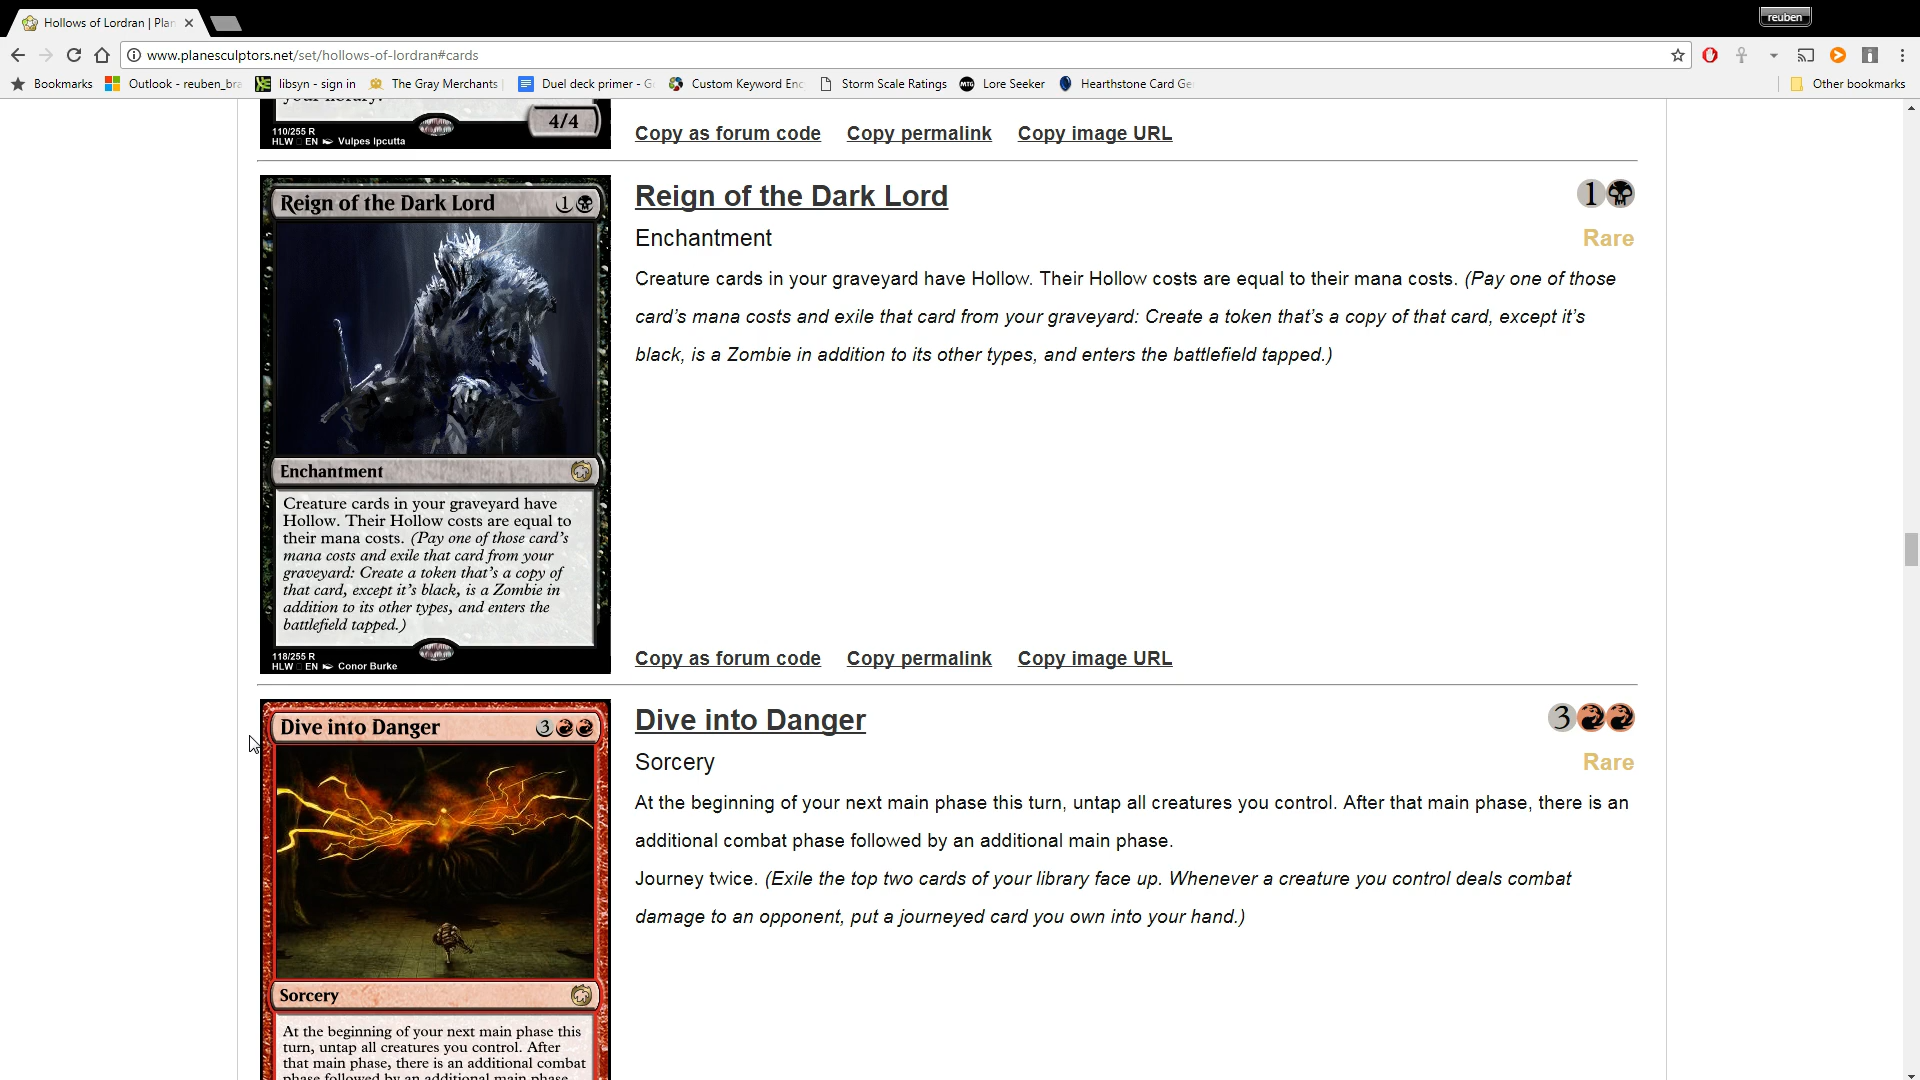 Hollows of Lordran | Plan
reuben
www.planesculptors.net/set/hollows-of-lordran#cards
Bookmarks
Outlook - reuben_bra
libsyn - sign in
The Gray Merchants
Duel deck primer - G
Custom Keyword Enc
Storm Scale Ratings
MTG
Lore Seeker
Hearthstone Card Ge
Other bookmarks
your library.
4/4
110/255 R
HLW EN Vulpes Ipcutta
Copy as forum code
Copy permalink
Copy image URL
Reign of the Dark Lord
1
Enchantment
Creature cards in your graveyard have
Hollow. Their Hollow costs are equal to
their mana costs. (Pay one of those card's
mana costs and exile that card from your
graveyard: Create a token that's a copy of
that card, except it's black, is a Zombie in
addition to its other types, and enters the
battlefield tapped.)
118/255 R
HLW EN Conor Burke
Reign of the Dark Lord
1
Enchantment
Rare
Creature cards in your graveyard have Hollow. Their Hollow costs are equal to their mana costs. (Pay one of those
card's mana costs and exile that card from your graveyard: Create a token that's a copy of that card, except it's
black, is a Zombie in addition to its other types, and enters the battlefield tapped.)
Copy as forum code
Copy permalink
Copy image URL
Dive into Danger
3
Sorcery
At the beginning of your next main phase this
turn, untap all creatures you control. After
that main phase, there is an additional combat
phase followed by an additional main phase.
Dive into Danger
3
Sorcery
Rare
At the beginning of your next main phase this turn, untap all creatures you control. After that main phase, there is an
additional combat phase followed by an additional main phase.
Journey twice. (Exile the top two cards of your library face up. Whenever a creature you control deals combat
damage to an opponent, put a journeyed card you own into your hand.)